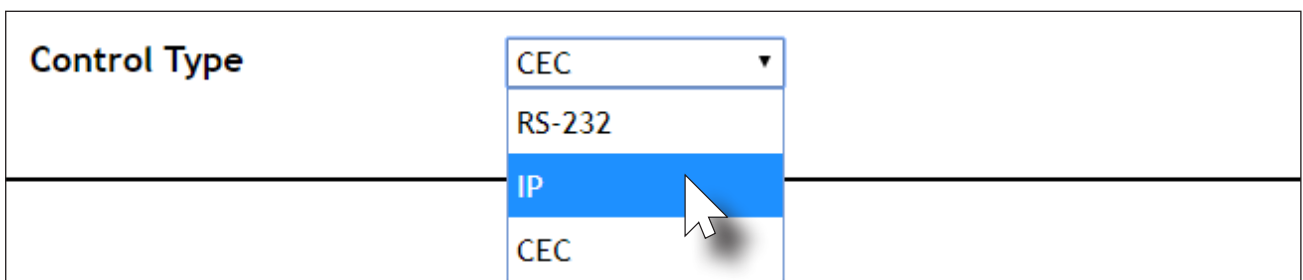 Control Type
CEC
RS-232
IP
CEC